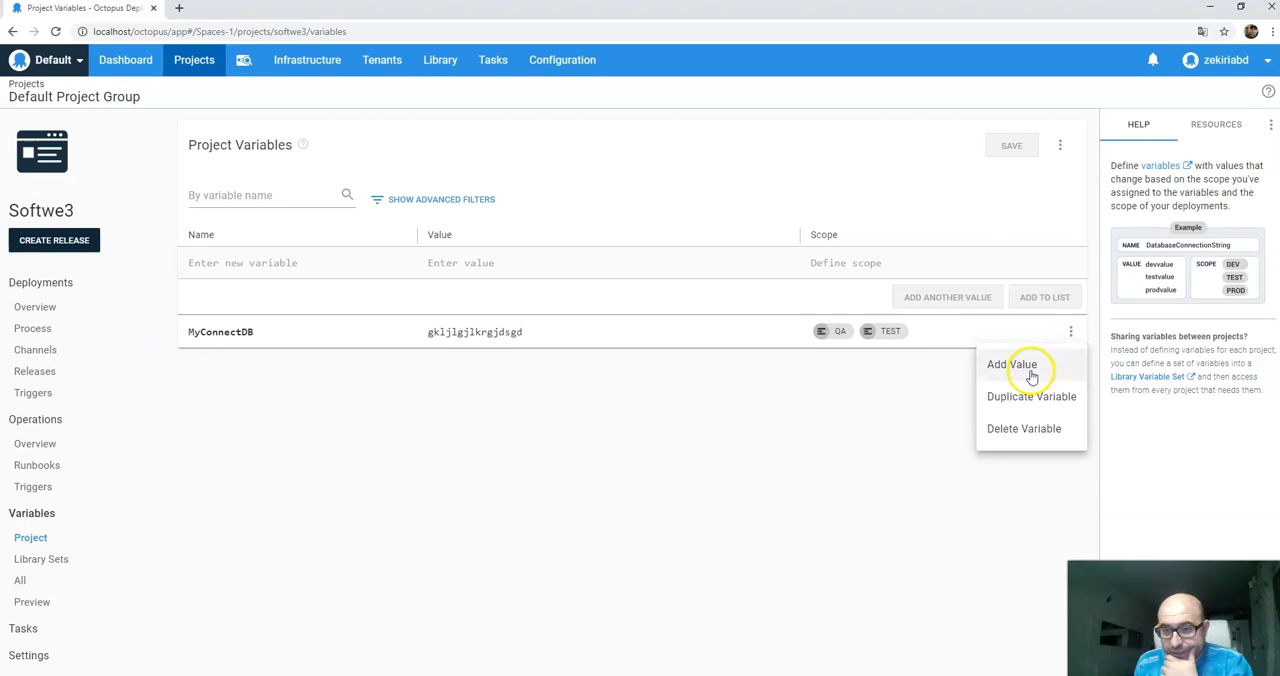 Project Variables - Octopus Dep
localhost/octopus/app#/Spaces-1/projects/softwe3/variables
Default Dashboard Projects Infrastructure Tenants Library Tasks Configuration zekiriabd
Projects
Default Project Group
Softwe3
CREATE RELEASE
Deployments
Overview
Process
Channels
Releases
Triggers
Operations
Overview
Runbooks
Triggers
Variables
Project
Library Sets
All
Preview
Tasks
Settings
Project Variables
SAVE
By variable name
SHOW ADVANCED FILTERS
Name Value Scope
Enter new variable Enter value Define scope
ADD ANOTHER VALUE ADD TO LIST
MyConnectDB gkljlgjlkrgjdsgd QA TEST
Add Value
Duplicate Variable
Delete Variable
HELP RESOURCES
Define variables with values that
change based on the scope you've
assigned to the variables and the
scope of your deployments.
Example
NAME DatabaseConnectionString
VALUE devvalue SCOPE DEV
testvalue TEST
prodvalue PROD
Sharing variables between projects?
Instead of defining variables for each project,
you can define a set of variables into a
Library Variable Set and then access
them from every project that needs them.